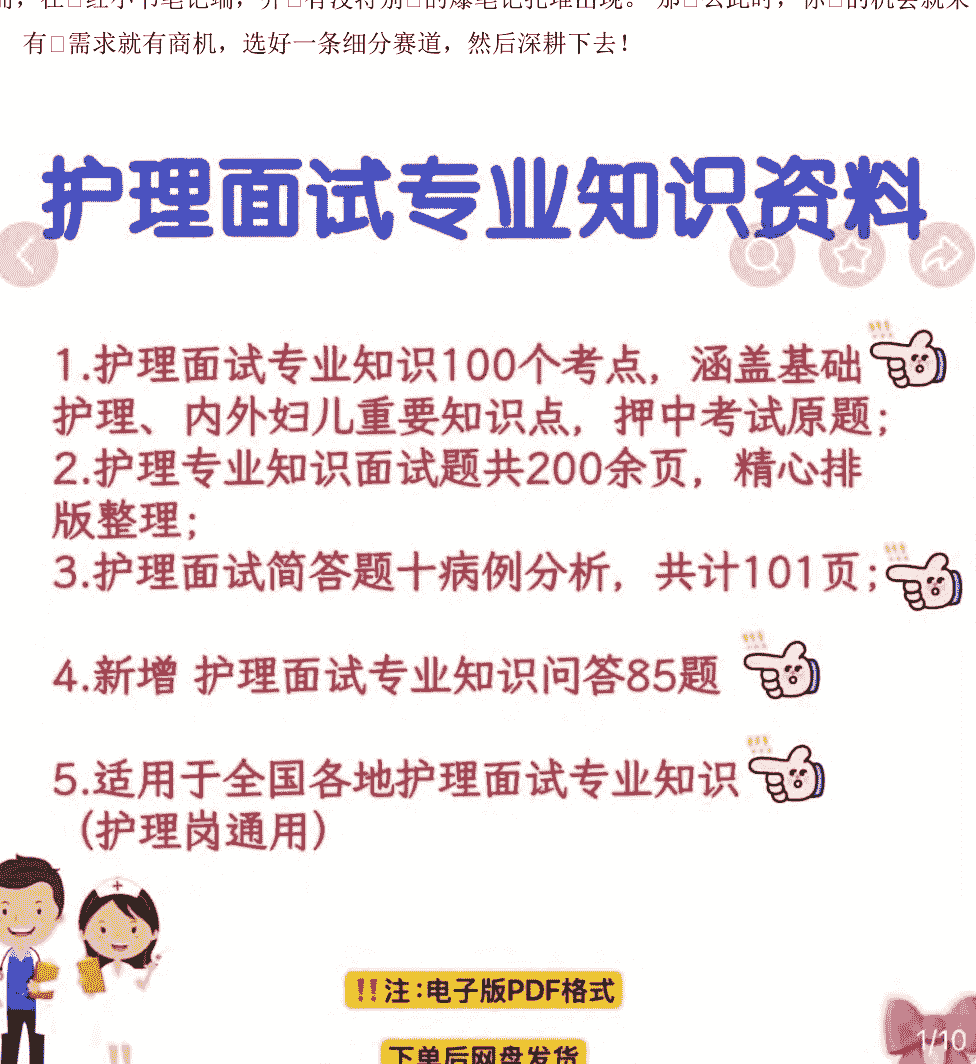 有□需求就有商机，选好一条细分赛道，然后深耕下去！
护理面试专业知识资料
1.护理面试专业知识100个考点，涵盖基础
护理、内外妇儿重要知识点，押中考试原题；
2.护理专业知识面试题共200余页，精心排
版整理；
3.护理面试简答题十病例分析，共计101页；
4.新增 护理面试专业知识问答85题
5.适用于全国各地护理面试专业知识
（护理岗通用）
!!注：电子版PDF格式
下单后网盘发货
1/10